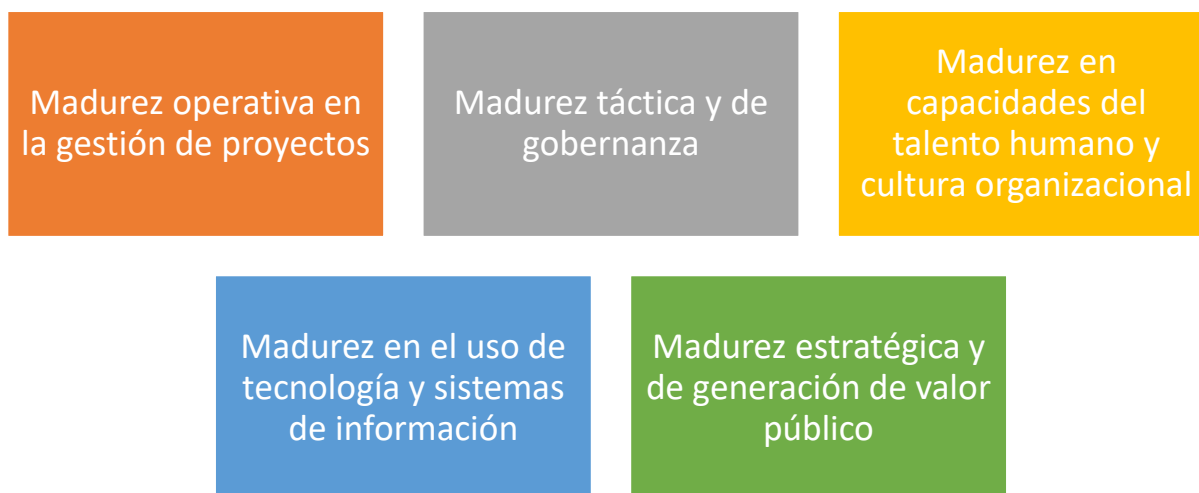 Madurez operativa en
la gestión de proyectos
Madurez táctica y de
gobernanza
Madurez en
capacidades del
talento humano y
cultura organizacional
Madurez en el uso de
tecnología y sistemas
de información
Madurez estratégica y
de generación de valor
público